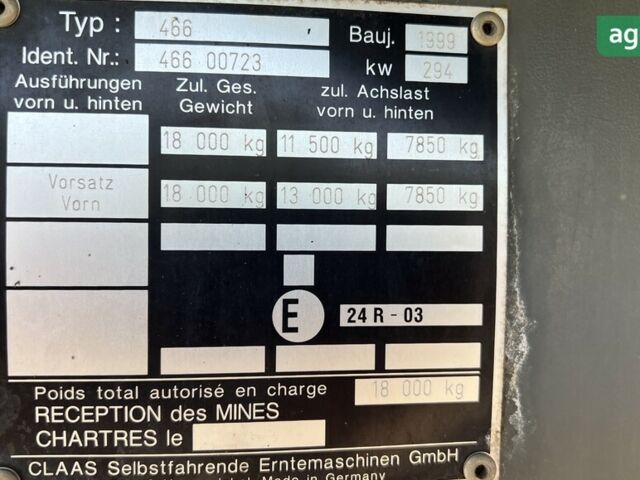 Typ : 466 Bauj. 1999
ag
Ident. Nr.: 466 00723 kw 294
Ausführungen vorn u. hinten Zul. Ges. Gewicht zul. Achslast vorn u. hinten
18 000 kg 11 500 kg 7850 kg
Vorsatz Vorn 18 000 kg 13 000 kg 7850 kg
E 24 R - 03
Poids total autorisé en charge 18 000 kg
RECEPTION des MINES
CHARTRES le
CLAAS Selbstfahrende Erntemaschinen GmbH
Made in Germany